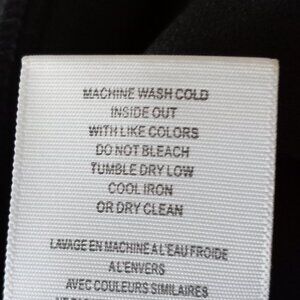 MACHINE WASH COLD
INSIDE OUT
WITH LIKE COLORS
DO NOT BLEACH
TUMBLE DRY LOW
COOL IRON
OR DRY CLEAN
LAVAGE EN MACHINE A L'EAU FROIDE
A L'ENVERS
AVEC COULEURS SIMILAIRES